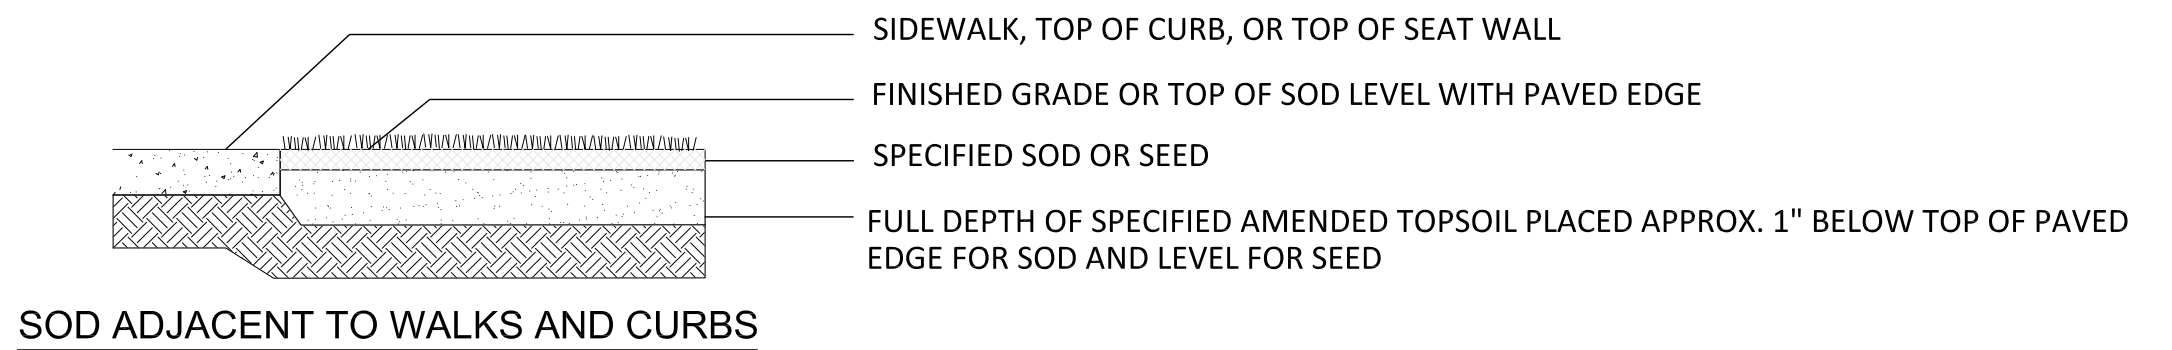 SIDEWALK, TOP OF CURB, OR TOP OF SEAT WALL
FINISHED GRADE OR TOP OF SOD LEVEL WITH PAVED EDGE
SPECIFIED SOD OR SEED
FULL DEPTH OF SPECIFIED AMENDED TOPSOIL PLACED APPROX. 1" BELOW TOP OF PAVED
EDGE FOR SOD AND LEVEL FOR SEED
SOD ADJACENT TO WALKS AND CURBS